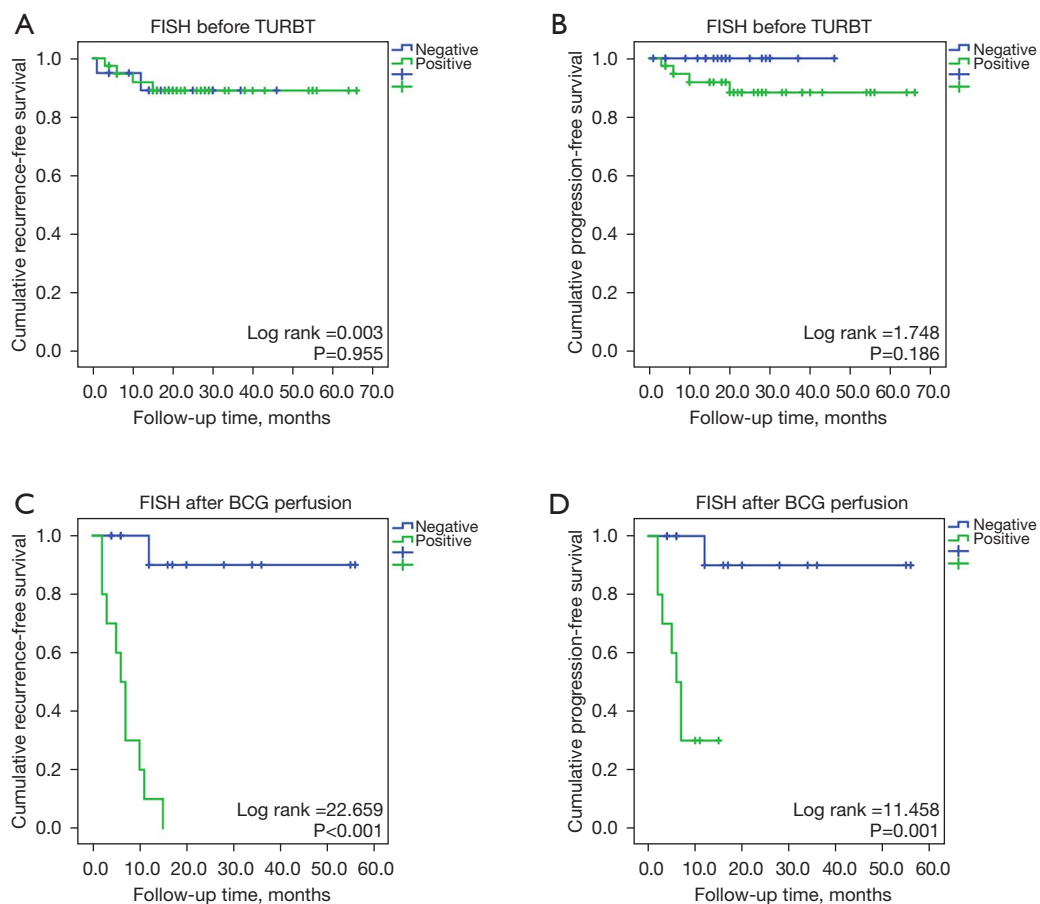 A
FISH before TURBT
Cumulative recurrence-free survival
1.0
0.8
0.6
0.4
0.2
0.0
Negative
Positive
Log rank =0.003
P=0.955
0.0 10.0 20.0 30.0 40.0 50.0 60.0 70.0
Follow-up time, months
B
FISH before TURBT
Cumulative progression-free survival
1.0
0.8
0.6
0.4
0.2
0.0
Negative
Positive
Log rank =1.748
P=0.186
0.0 10.0 20.0 30.0 40.0 50.0 60.0 70.0
Follow-up time, months
C
FISH after BCG perfusion
Cumulative recurrence-free survival
1.0
0.8
0.6
0.4
0.2
0.0
Negative
Positive
Log rank =22.659
P<0.001
0.0 10.0 20.0 30.0 40.0 50.0 60.0
Follow-up time, months
D
FISH after BCG perfusion
Cumulative progression-free survival
1.0
0.8
0.6
0.4
0.2
0.0
Negative
Positive
Log rank =11.458
P=0.001
0.0 10.0 20.0 30.0 40.0 50.0 60.0
Follow-up time, months